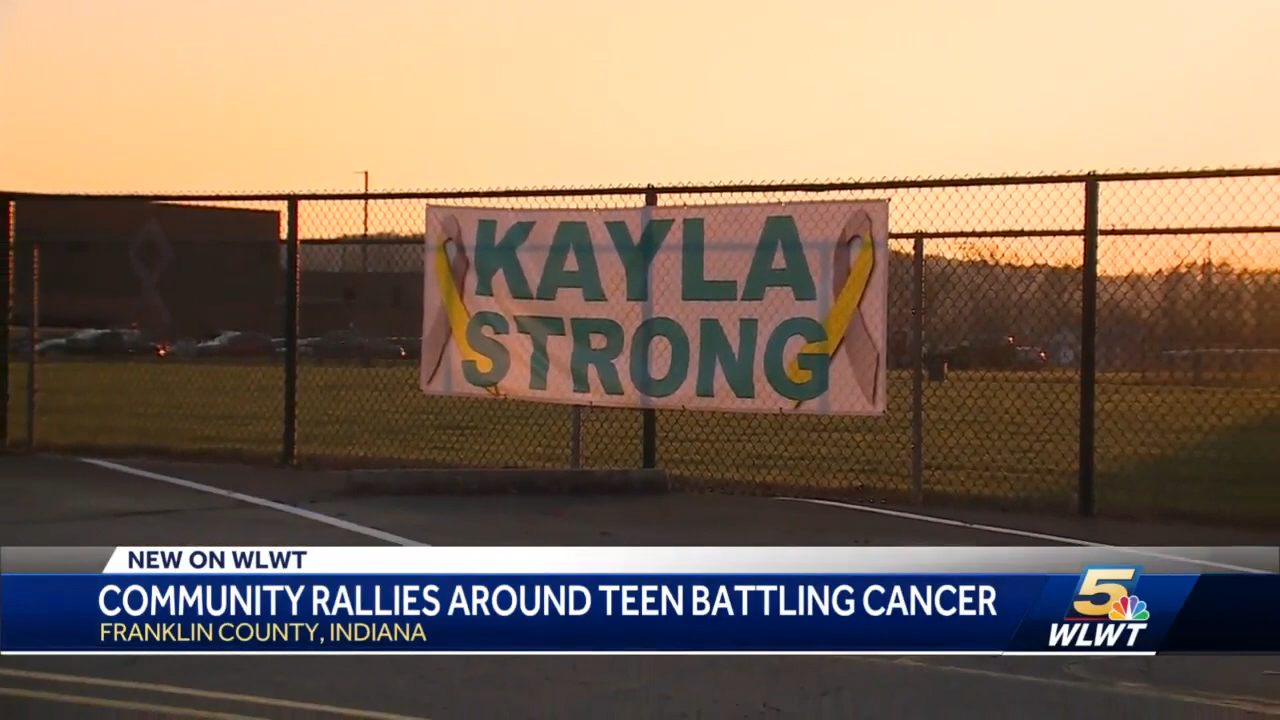 KAYLA
STRONG
NEW ON WLWT
COMMUNITY RALLIES AROUND TEEN BATTLING CANCER
FRANKLIN COUNTY, INDIANA
5
WLWT